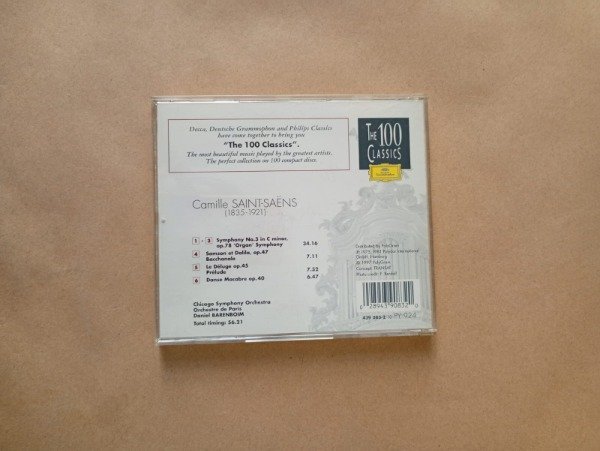 Decca, Deutsche Grammophon and Philips Classics
have come together to bring you
"The 100 Classics".
The most beautiful music played by the greatest artists.
The perfect collection on 100 compact discs.
THE 100
CLASSICS
Camille SAINT-SAËNS
(1835-1921)
1 - 3 Symphony No.3 in C minor, 34.16
op.78 'Organ' Symphony
4 Samson et Dalila, op.47 7.11
Bacchanale
5 Le Déluge op.45 7.52
Prélude
6 Danse Macabre op.40 6.47
Chicago Symphony Orchestra
Orchestre de Paris
Daniel BARENBOIM
Total timing: 56.21
Distributed by PolyGram